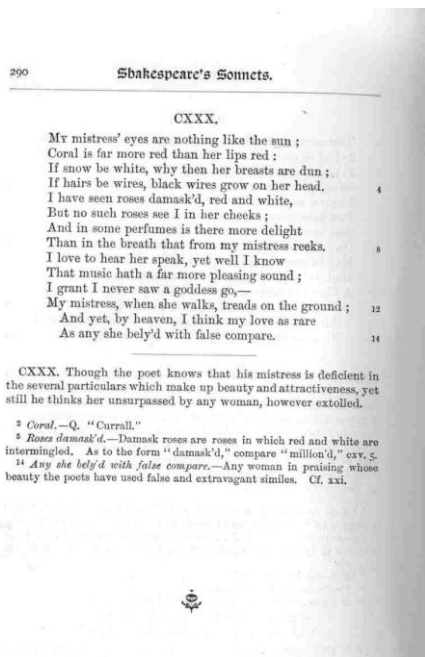 290
Shakespeare's Sonnets.
CXXX.
MY mistress' eyes are nothing like the sun ;
Coral is far more red than her lips red :
If snow be white, why then her breasts are dun ;
If hairs be wires, black wires grow on her head. 4
I have seen roses damask'd, red and white,
But no such roses see I in her cheeks ;
And in some perfumes is there more delight
Than in the breath that from my mistress reeks. 8
I love to hear her speak, yet well I know
That music hath a far more pleasing sound ;
I grant I never saw a goddess go,—
My mistress, when she walks, treads on the ground ; 12
And yet, by heaven, I think my love as rare
As any she bely'd with false compare. 14
CXXX. Though the poet knows that his mistress is deficient in
the several particulars which make up beauty and attractiveness, yet
still he thinks her unsurpassed by any woman, however extolled.
2 Coral.—Q. "Currall."
5 Roses damask'd.—Damask roses are roses in which red and white are
intermingled. As to the form "damask'd," compare "million'd," cxv. 5.
14 Any she bely'd with false compare.—Any woman in praising whose
beauty the poets have used false and extravagant similes. Cf. xxi.